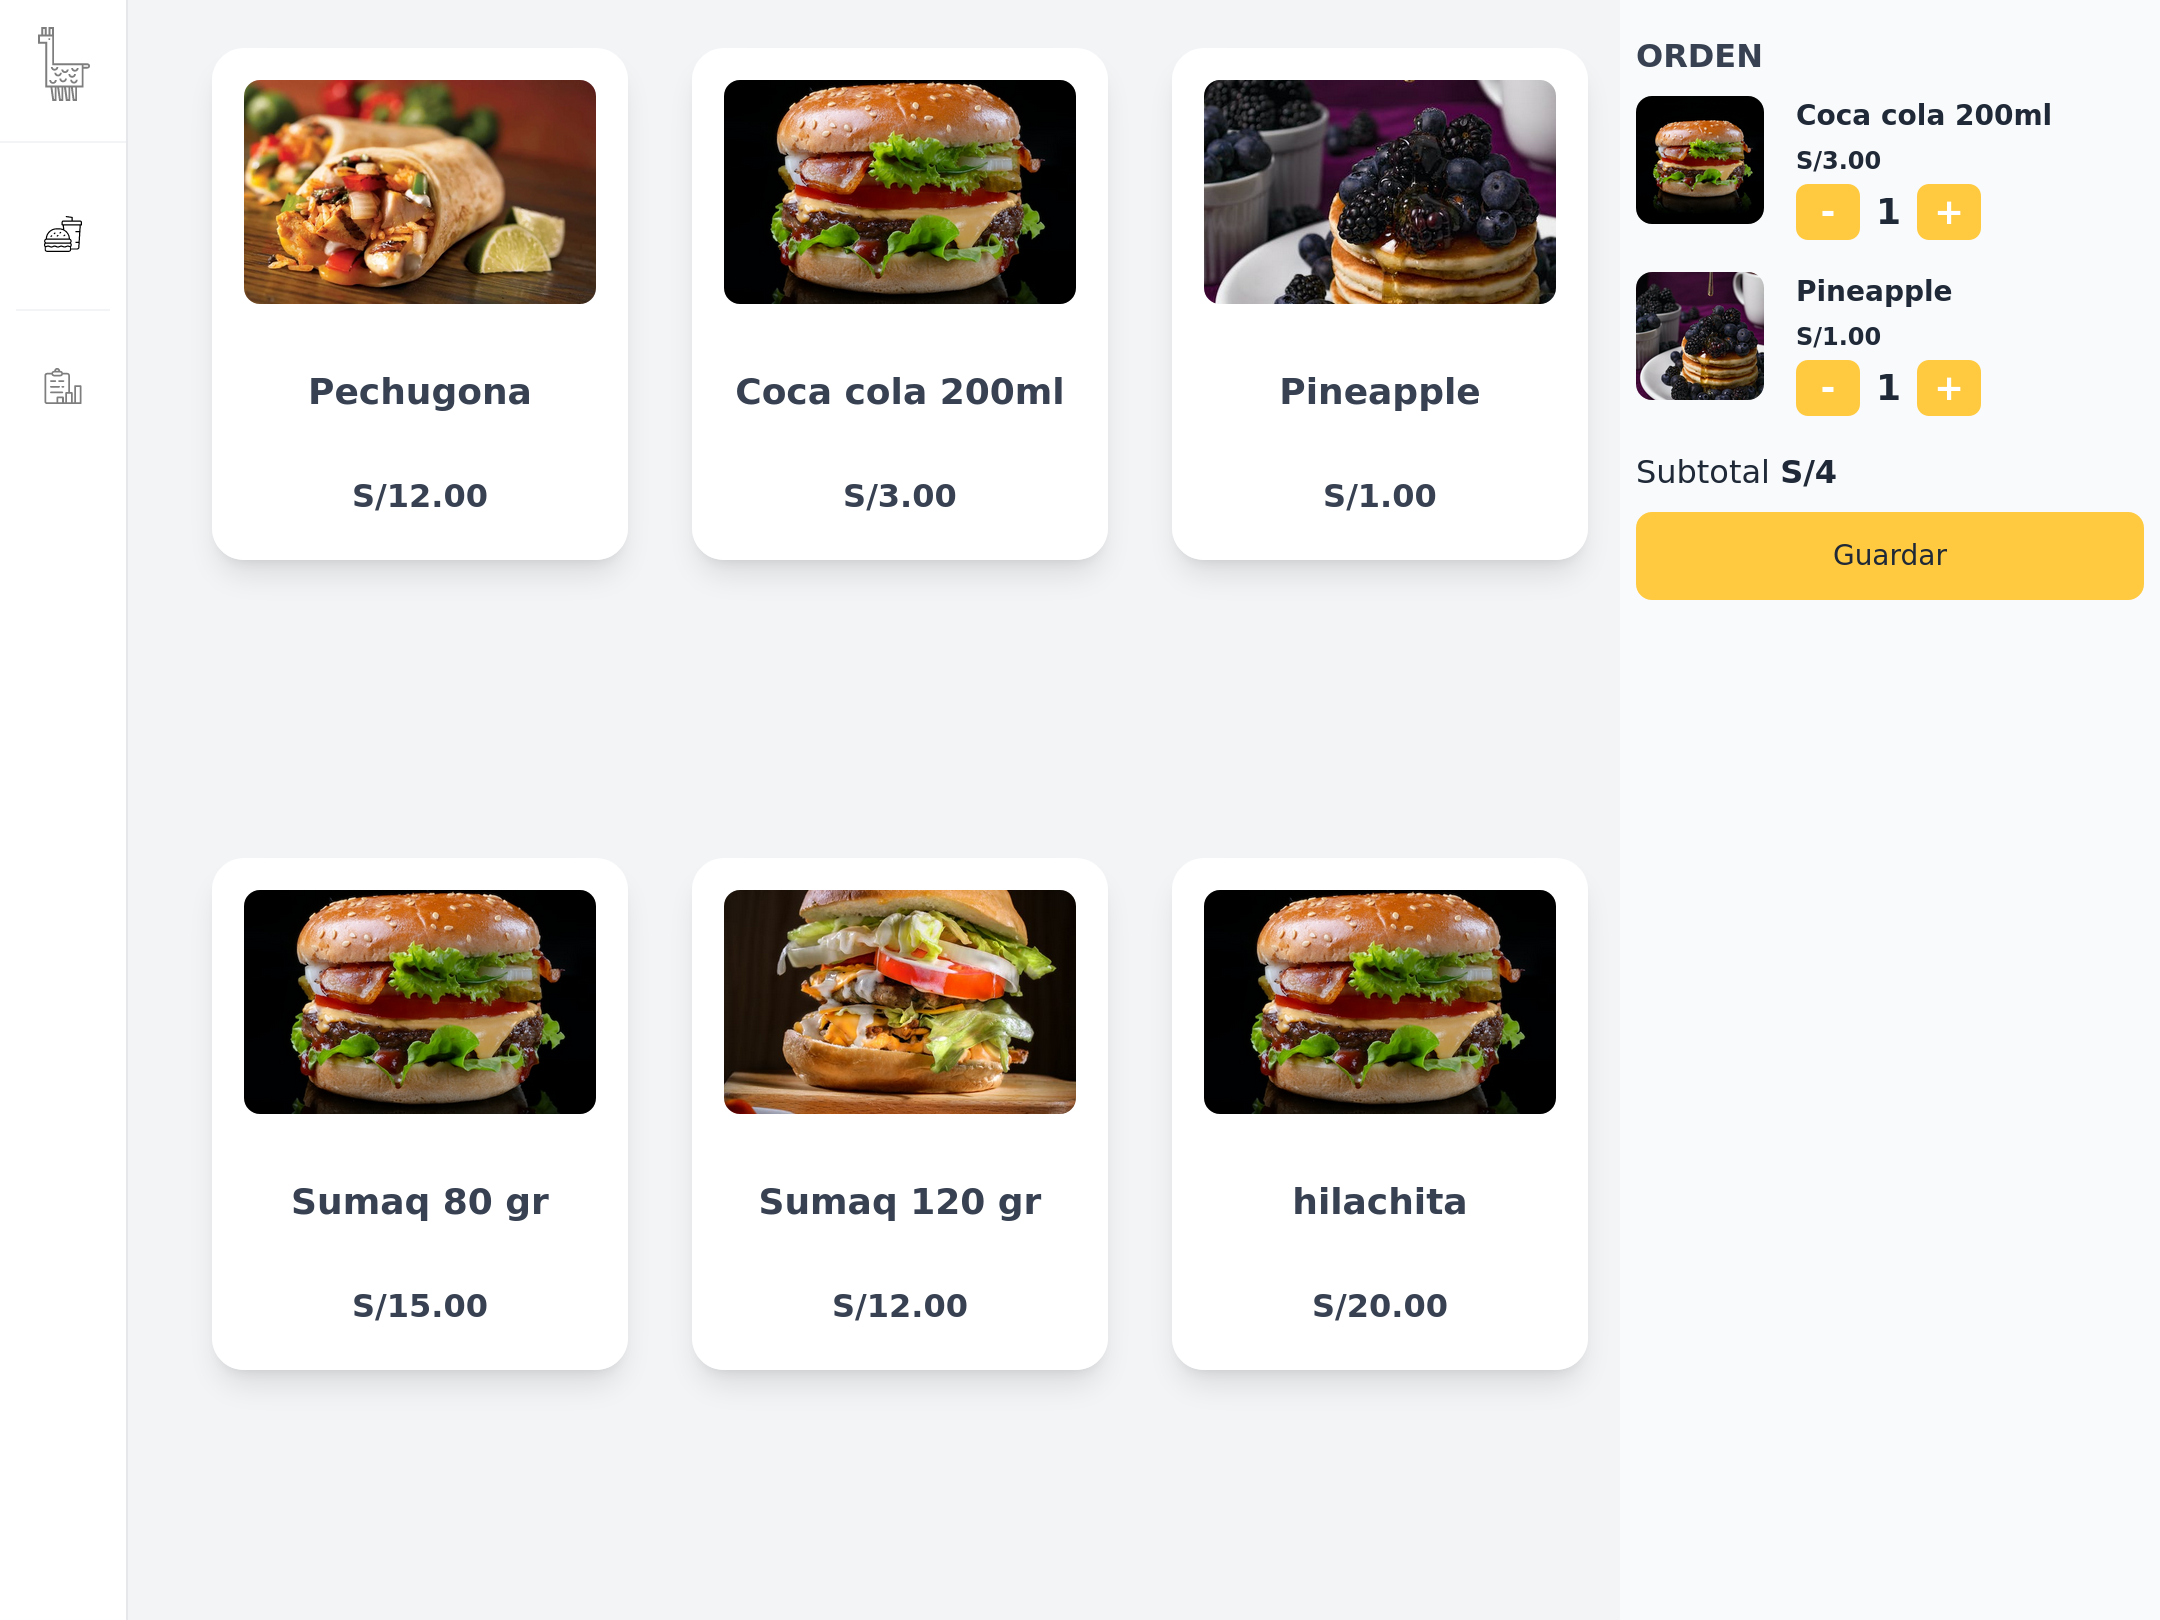 Pechugona
S/12.00
Coca cola 200ml
S/3.00
Pineapple
S/1.00
Sumaq 80 gr
S/15.00
Sumaq 120 gr
S/12.00
hilachita
S/20.00
ORDEN
Coca cola 200ml
S/3.00
- 1 +
Pineapple
S/1.00
- 1 +
Subtotal S/4
Guardar